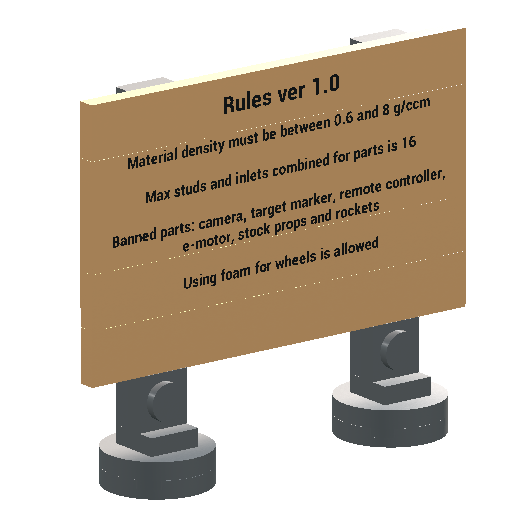 Rules ver 1.0
Material density must be between 0.6 and 8 g/ccm
Max studs and inlets combined for parts is 16
Banned parts: camera, target marker, remote controller,
e-motor, stock props and rockets
Using foam for wheels is allowed